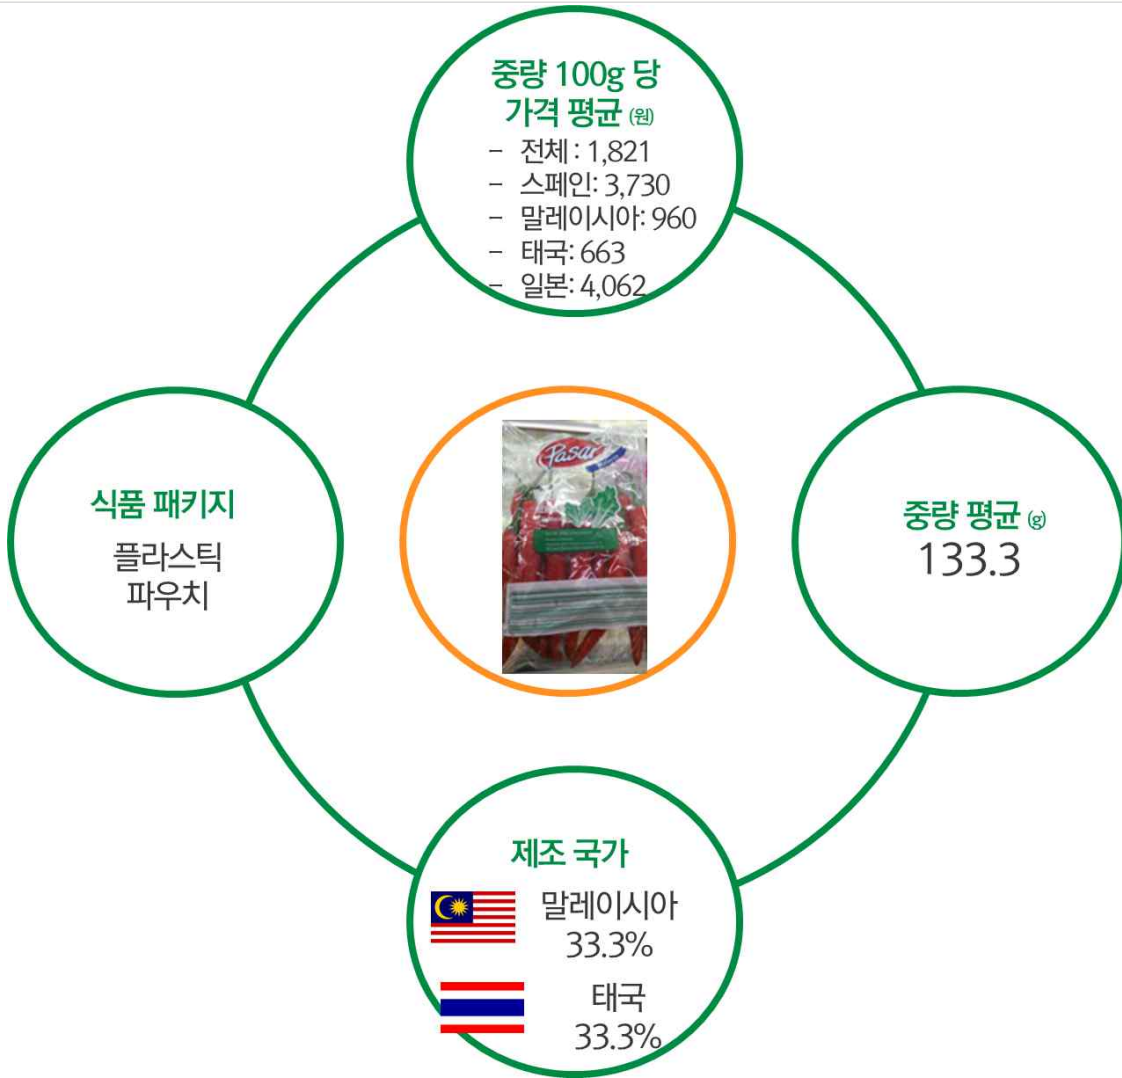 중량 100g 당
가격 평균 (원)
- 전체 : 1,821
- 스페인: 3,730
- 말레이시아: 960
- 태국: 663
- 일본: 4,062
식품 패키지
플라스틱
파우치
Pasar
중량 평균 (g)
133.3
제조 국가
말레이시아
33.3%
태국
33.3%